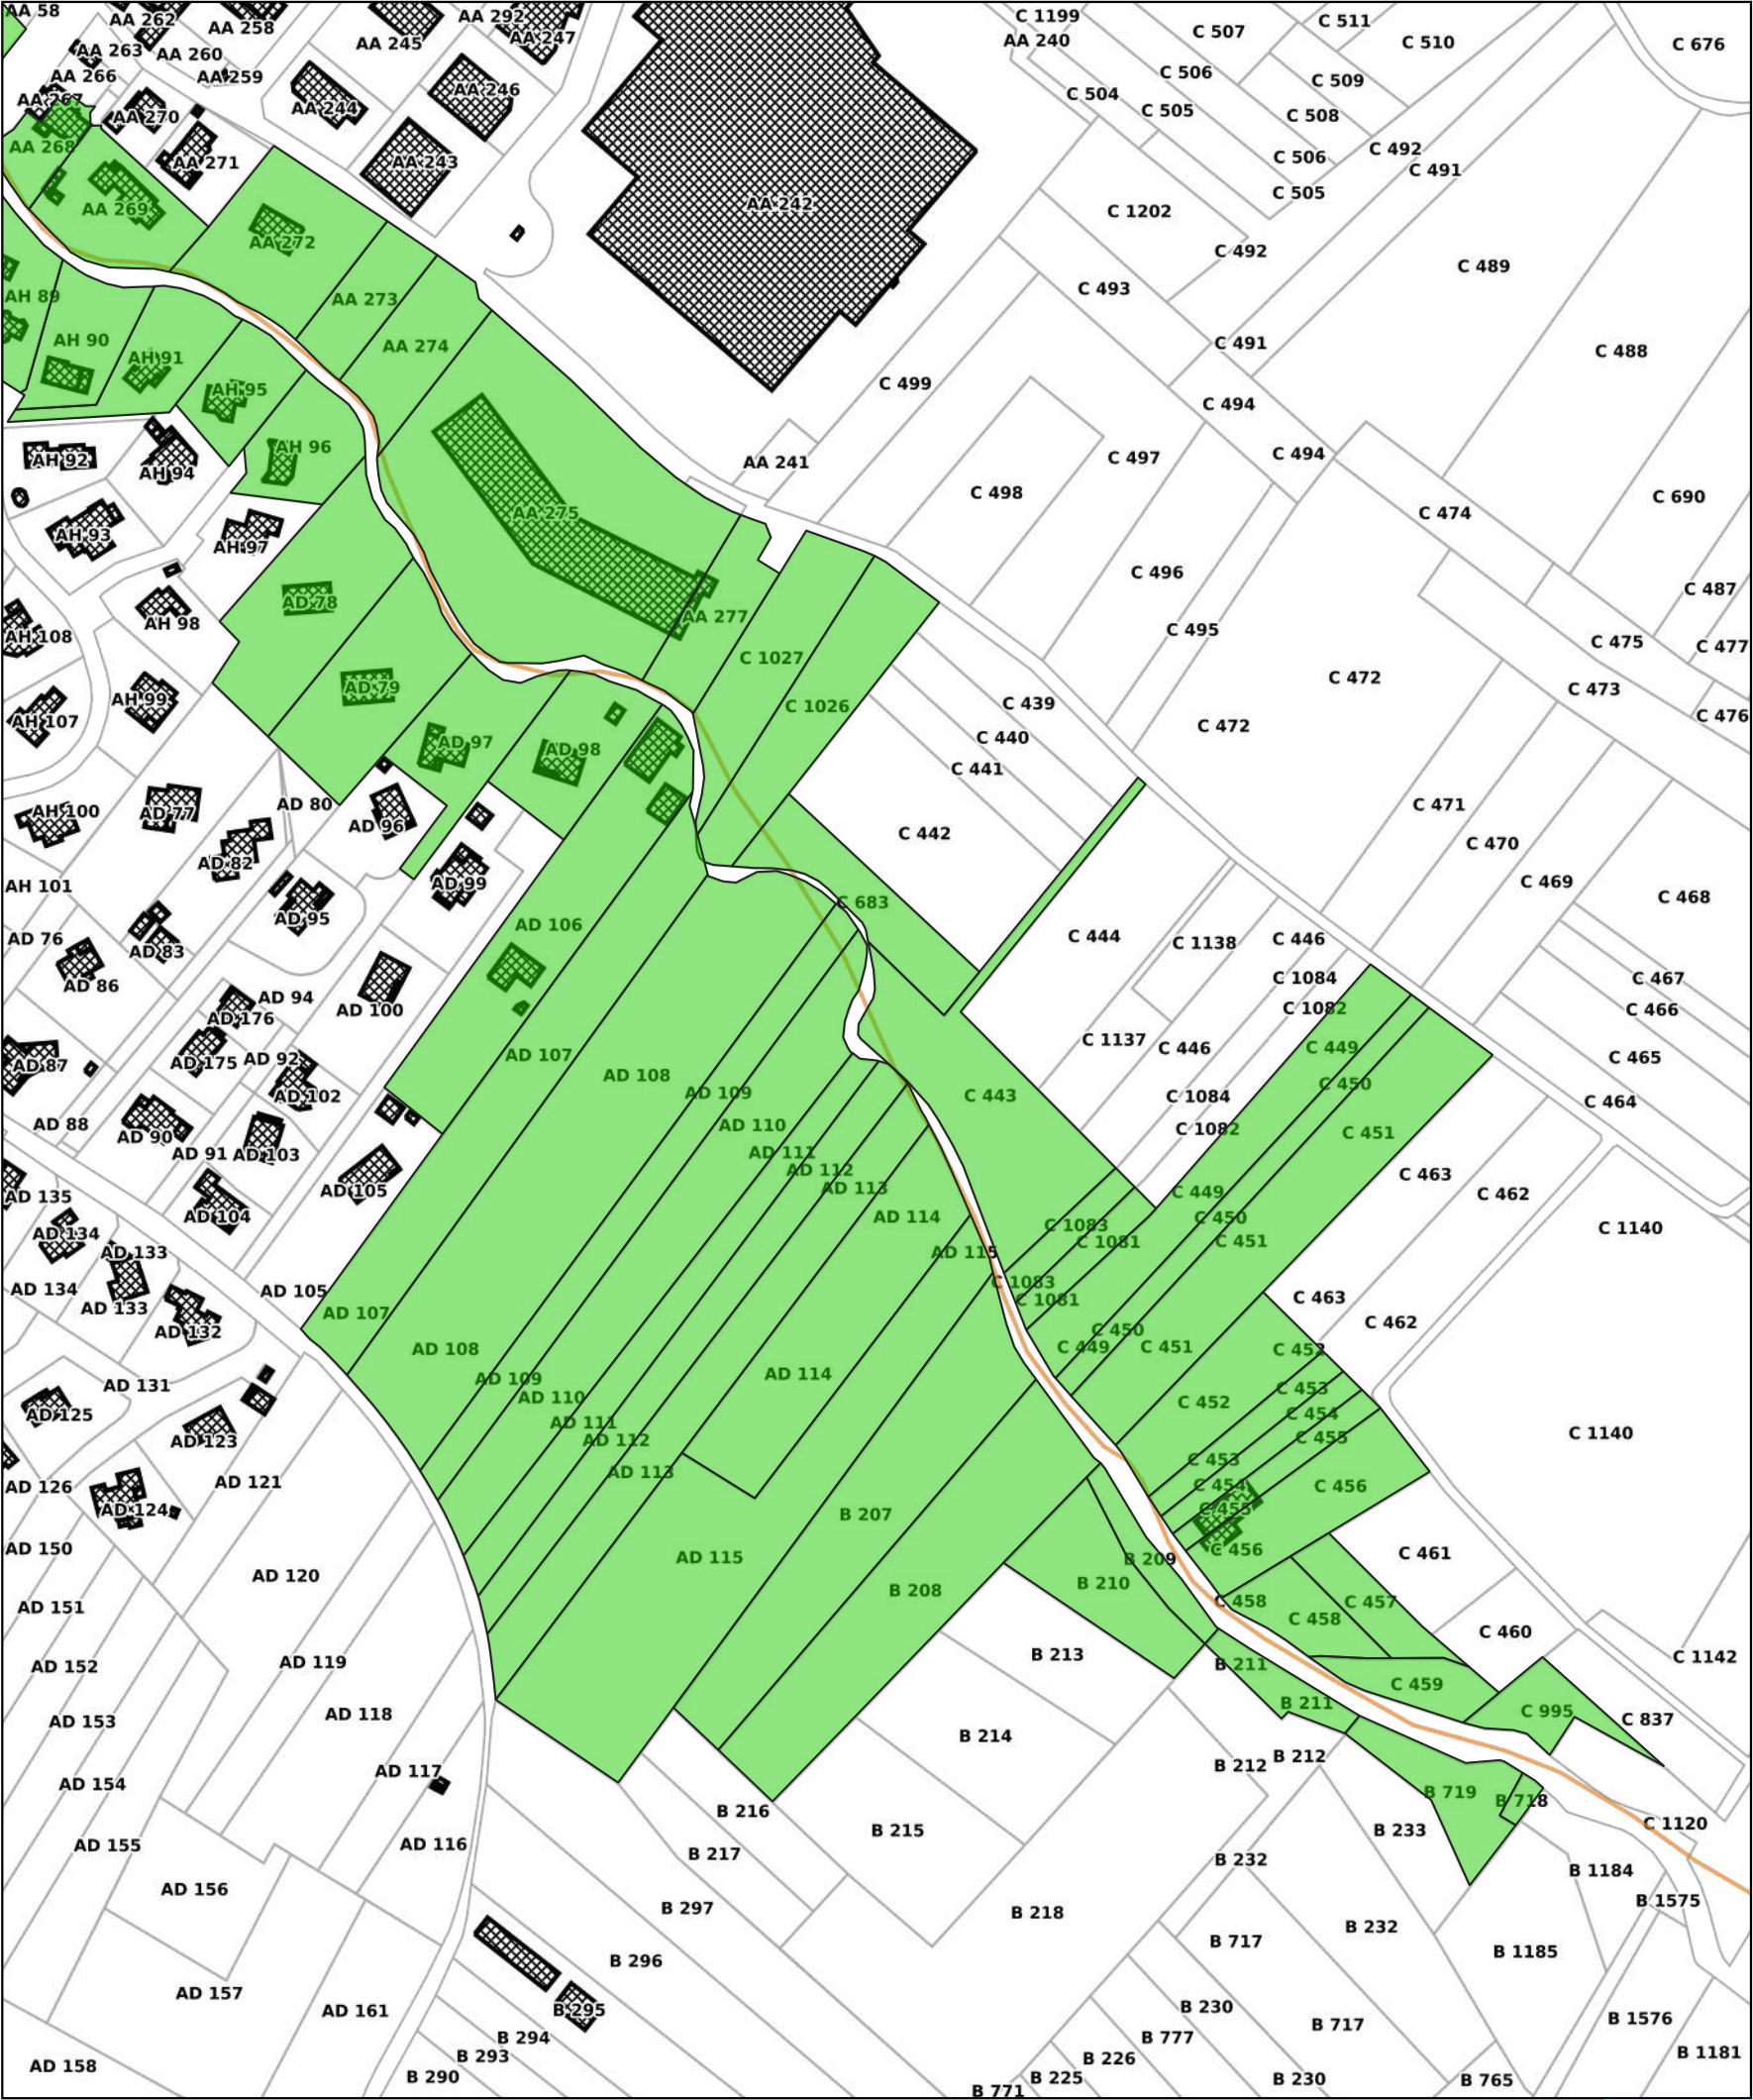 AA 58
AA 262
AA 258
AA 292
C 1199
C 511
AA 263
AA 260
AA 245
AA 247
AA 240
C 507
C 510
C 676
AA 266
AA 259
C 506
C 509
AA 267
AA 244
AA 246
C 504
C 505
C 508
AA 270
AA 268
AA 271
AA 243
C 506
C 492
C 491
AA 269
AA 242
C 505
C 1202
AA 272
C 492
C 489
AH 89
AA 273
C 493
AH 90
AA 274
C 491
C 488
AH 91
C 499
AH 95
C 494
AH 96
AH 92
AH 94
AA 241
C 497
C 494
C 498
C 690
AH 93
AA 275
C 474
AH 97
C 496
C 487
AD 78
AH 108
AH 98
AA 277
C 495
C 475
C 477
C 1027
C 472
AD 79
AH 99
C 1026
C 439
C 473
AH 107
C 472
C 476
AD 97
AD 98
C 440
C 441
AD 80
C 471
AH 100
AD 77
AD 96
C 442
C 470
AD 82
AH 101
AD 99
C 469
C 468
C 683
AD 95
AD 106
AD 76
AD 83
C 444
C 1138
C 446
AD 86
C 1084
C 467
AD 94
AD 176
AD 100
C 1082
C 466
AD 175
AD 92
AD 107
C 1137
C 446
C 449
C 465
AD 87
AD 108
AD 102
AD 109
C 443
C 1084
C 450
C 464
AD 88
AD 90
AD 110
C 1082
C 451
AD 91
AD 103
AD 111
AD 112
C 463
AD 135
AD 105
AD 113
C 449
C 462
AD 104
AD 114
C 450
AD 134
C 1083
C 1140
AD 133
AD 115
C 1081
C 451
AD 134
AD 105
C 1083
C 463
AD 133
AD 107
C 1081
C 462
AD 132
C 450
AD 108
C 449
C 451
C 452
AD 131
AD 109
AD 114
C 453
AD 125
AD 110
C 452
C 454
AD 123
AD 111
C 455
C 1140
AD 112
C 453
AD 126
AD 121
AD 113
C 454
C 456
AD 124
B 207
C 455
AD 150
AD 115
B 209
C 456
C 461
AD 120
B 208
B 210
AD 151
C 458
C 457
C 458
C 460
AD 152
AD 119
B 213
B 211
C 1142
C 459
AD 153
AD 118
B 211
C 995
C 837
B 214
AD 154
AD 117
B 212
B 212
B 719
B 718
B 216
AD 155
AD 116
B 215
B 233
C 1120
B 217
B 232
B 1184
AD 156
B 297
B 218
B 232
B 1575
B 717
B 1185
B 296
AD 157
AD 161
B 295
B 230
B 717
B 1576
B 294
B 777
AD 158
B 293
B 226
B 1181
B 290
B 771
B 225
B 230
B 765